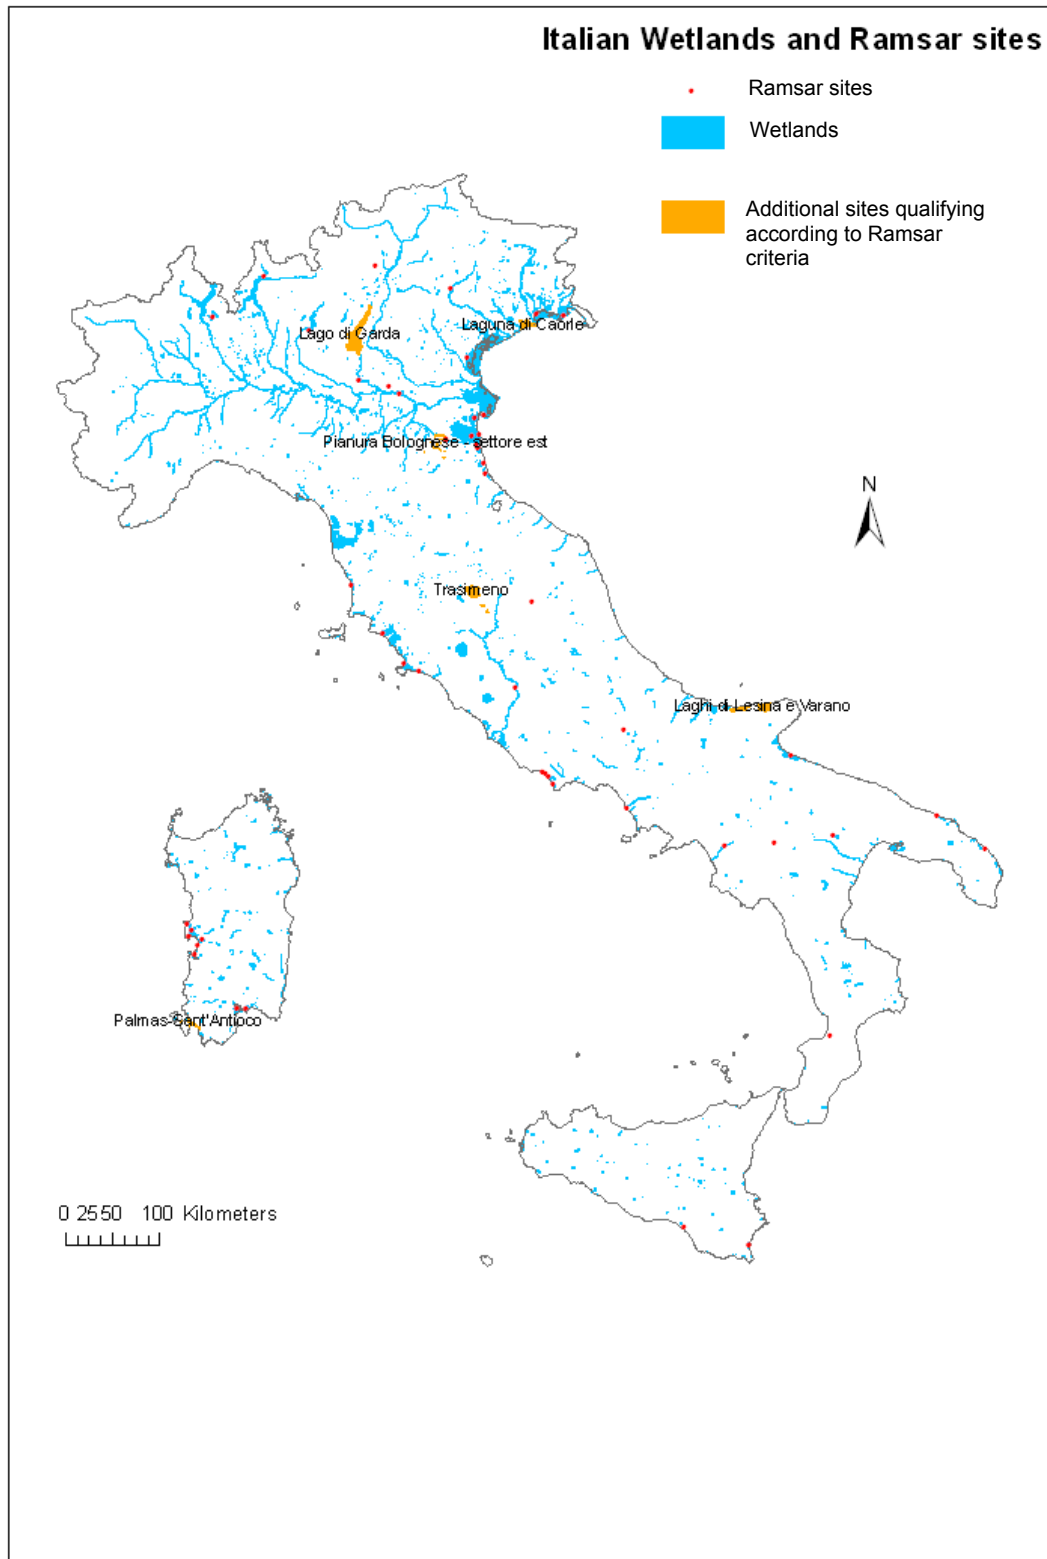 Italian Wetlands and Ramsar sites
Ramsar sites
Wetlands
Additional sites qualifying
according to Ramsar
criteria
Lago di Garda
Laguna di Caorle
Pianura Bolognese - settore est
N
Trasimeno
Laghi di Lesina e Varano
Palmas-Sant'Antioco
0 25 50 100 Kilometers